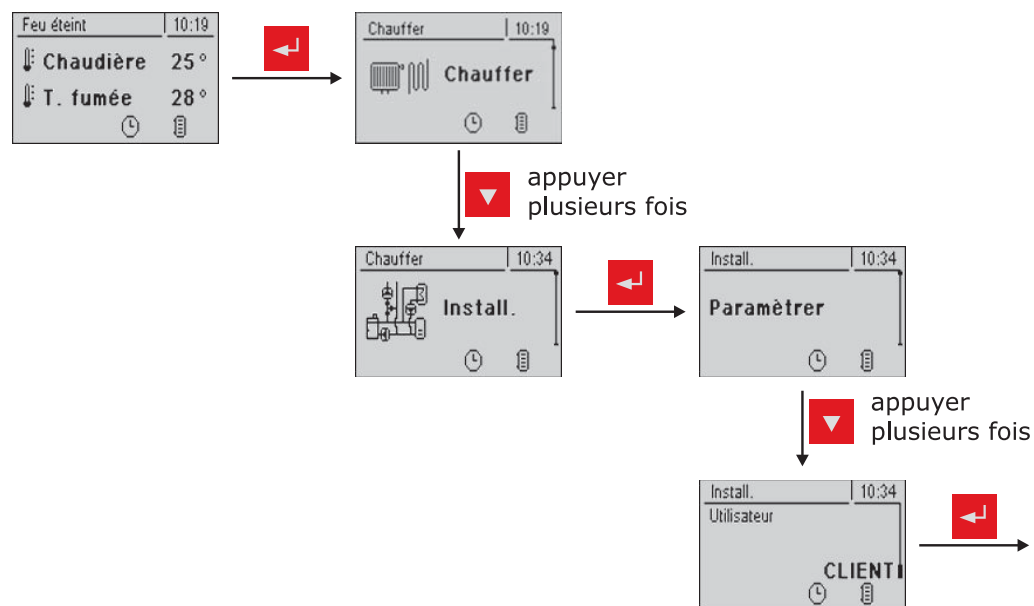 Feu éteint 10:19
Chaudière 25°
T. fumée 28°
Chauffer 10:19
Chauffer
appuyer
plusieurs fois
Chauffer 10:34
Install.
Install. 10:34
Paramètrer
appuyer
plusieurs fois
Install. 10:34
Utilisateur
CLIENT